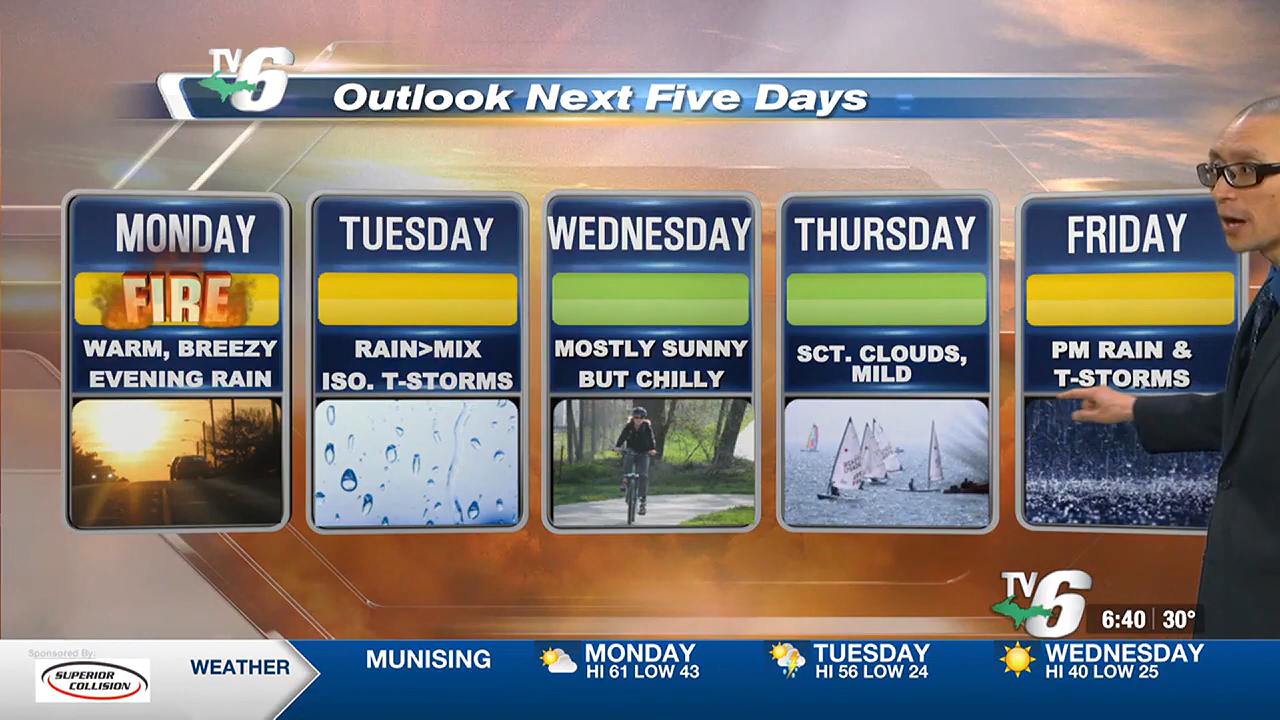 TV6
Outlook Next Five Days
MONDAY
FIRE
WARM, BREEZY
EVENING RAIN
TUESDAY
RAIN>MIX
ISO. T-STORMS
WEDNESDAY
MOSTLY SUNNY
BUT CHILLY
THURSDAY
SCT. CLOUDS,
MILD
FRIDAY
PM RAIN &
T-STORMS
TV6
6:40 30°
Sponsored By:
SUPERIOR
COLLISION
WEATHER
MUNISING
MONDAY
HI 61 LOW 43
TUESDAY
HI 56 LOW 24
WEDNESDAY
HI 40 LOW 25